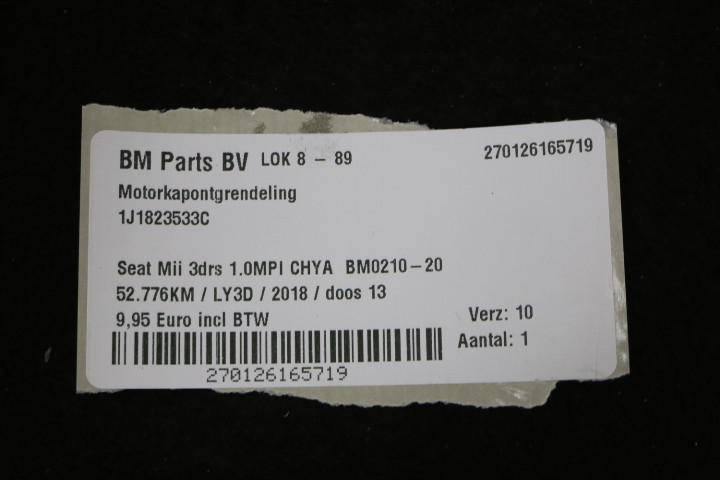 BM Parts BV LOK 8 - 89 270126165719
Motorkapontgrendeling
1J1823533C
Seat Mii 3drs 1.0MPI CHYA BM0210-20
52.776KM / LY3D / 2018 / doos 13
9,95 Euro incl BTW Verz: 10
Aantal: 1
270126165719